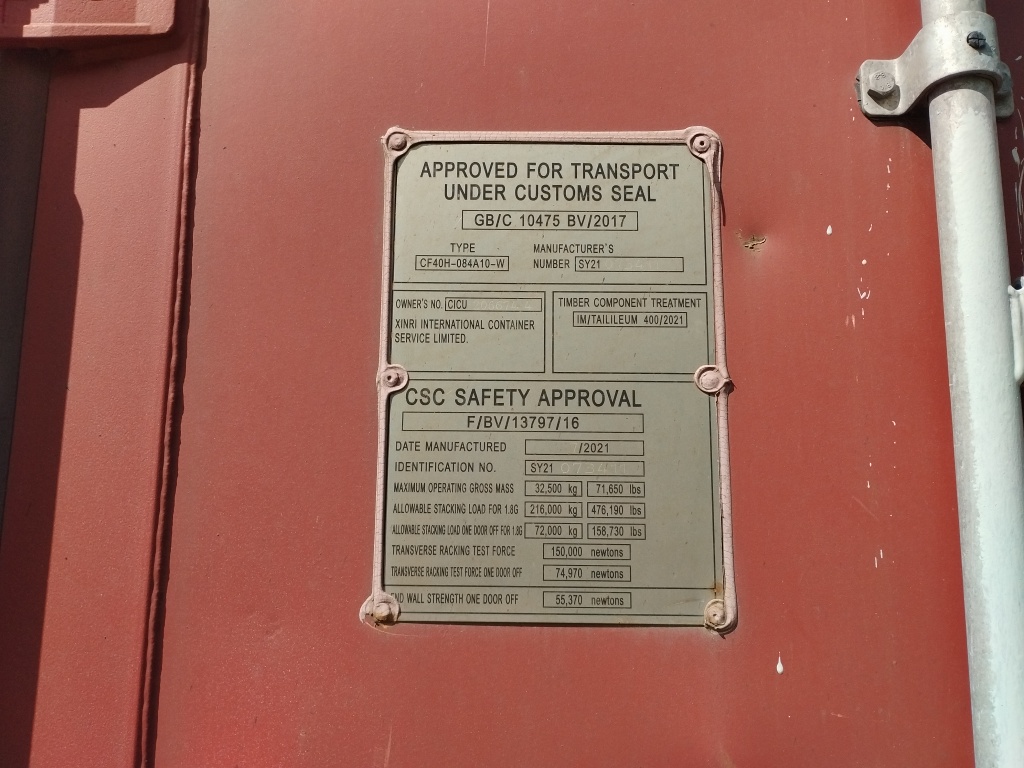 APPROVED FOR TRANSPORT
UNDER CUSTOMS SEAL
GB/C 10475 BV/2017
TYPE
CF40H-084A10-W
MANUFACTURER'S
NUMBER SY21
OWNER'S NO. CICU
XINRI INTERNATIONAL CONTAINER
SERVICE LIMITED.
TIMBER COMPONENT TREATMENT
IM/TAILILEUM 400/2021
CSC SAFETY APPROVAL
F/BV/13797/16
DATE MANUFACTURED /2021
IDENTIFICATION NO. SY21
MAXIMUM OPERATING GROSS MASS 32,500 kg 71,650 lbs
ALLOWABLE STACKING LOAD FOR 1.8G 216,000 kg 476,190 lbs
ALLOWABLE STACKING LOAD ONE DOOR OFF FOR 1.8G 72,000 kg 158,730 lbs
TRANSVERSE RACKING TEST FORCE 150,000 newtons
TRANSVERSE RACKING TEST FORCE ONE DOOR OFF 74,970 newtons
END WALL STRENGTH ONE DOOR OFF 55,370 newtons